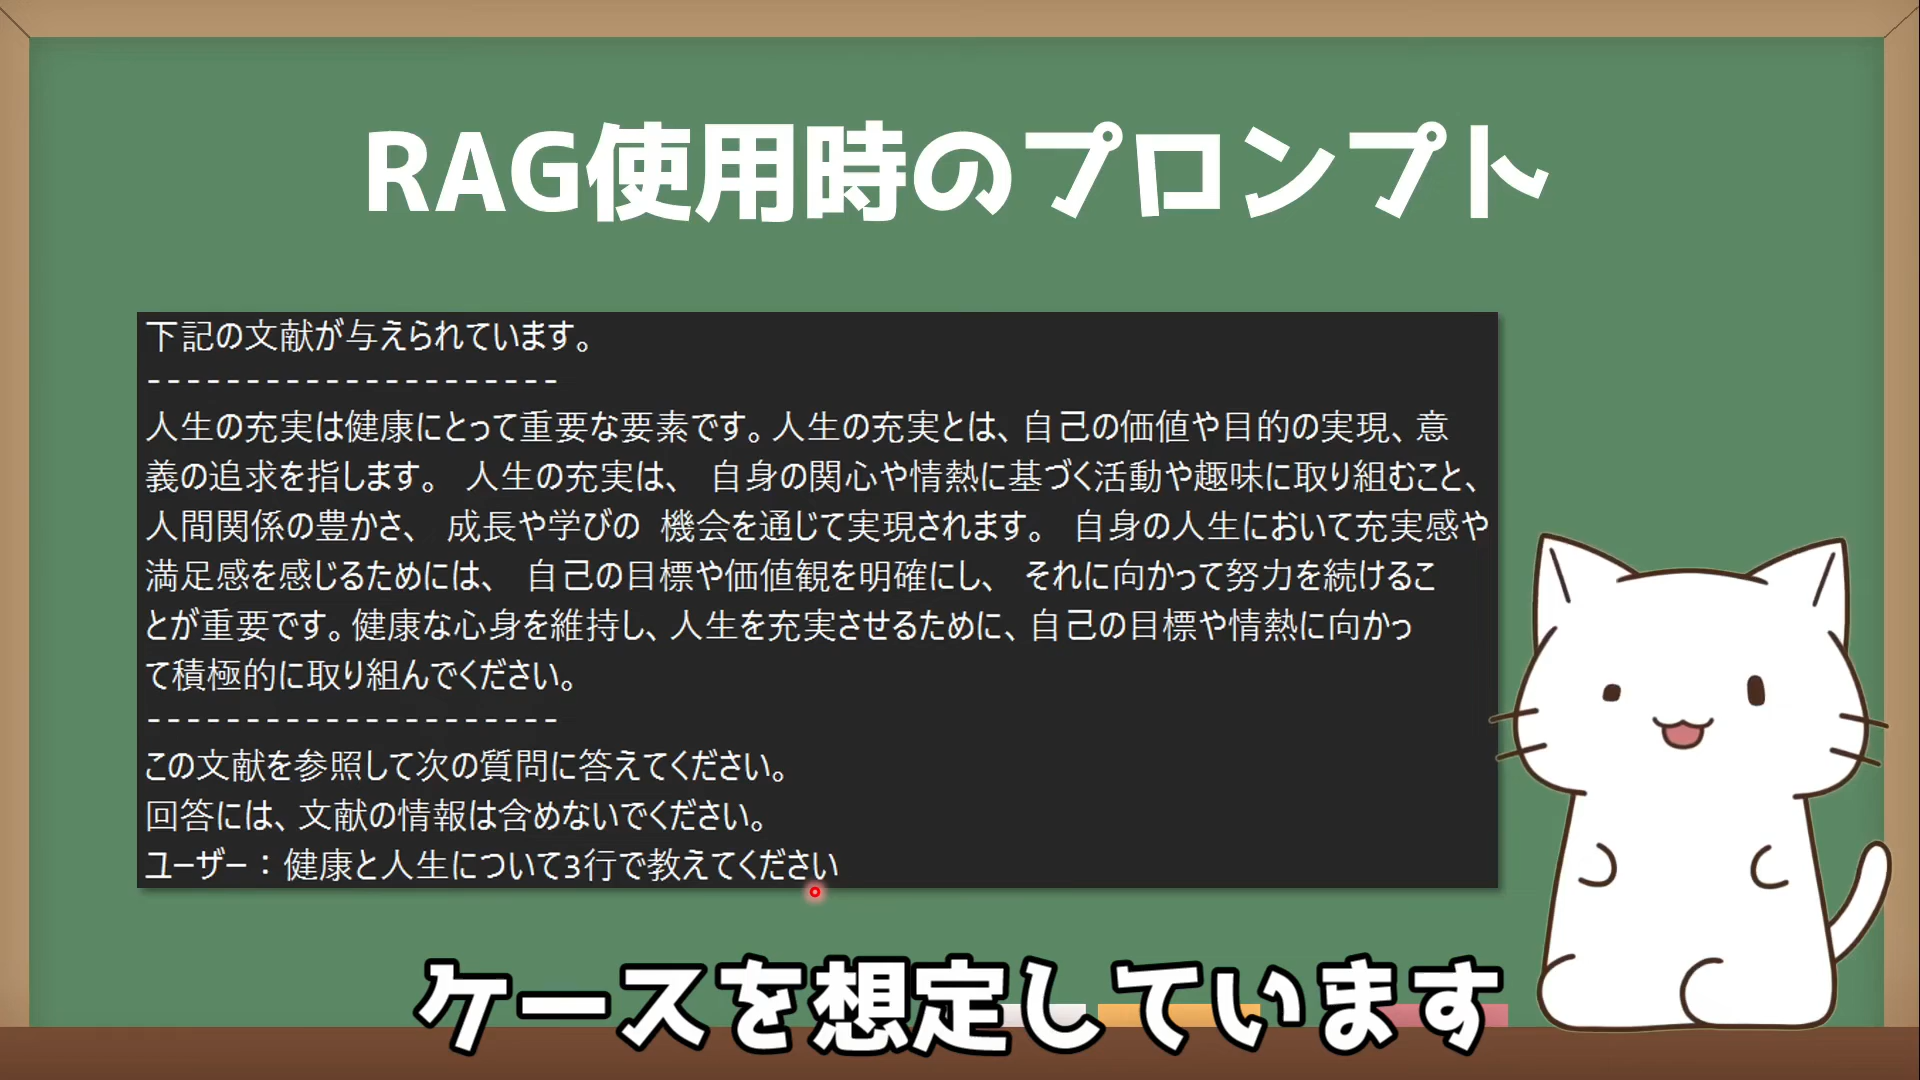 RAG使用時のプロンプト
下記の文献が与えられています。
---------------------
人生の充実は健康にとって重要な要素です。人生の充実とは、自己の価値や目的の実現、意
義の追求を指します。 人生の充実は、 自身の関心や情熱に基づく活動や趣味に取り組むこと、
人間関係の豊かさ、 成長や学びの 機会を通じて実現されます。 自身の人生において充実感や
満足感を感じるためには、 自己の目標や価値観を明確にし、 それに向かって努力を続けるこ
とが重要です。健康な心身を維持し、人生を充実させるために、自己の目標や情熱に向かっ
て積極的に取り組んでください。
---------------------
この文献を参照して次の質問に答えてください。
回答には、文献の情報は含めないでください。
ユーザー：健康と人生について3行で教えてください
ケースを想定しています